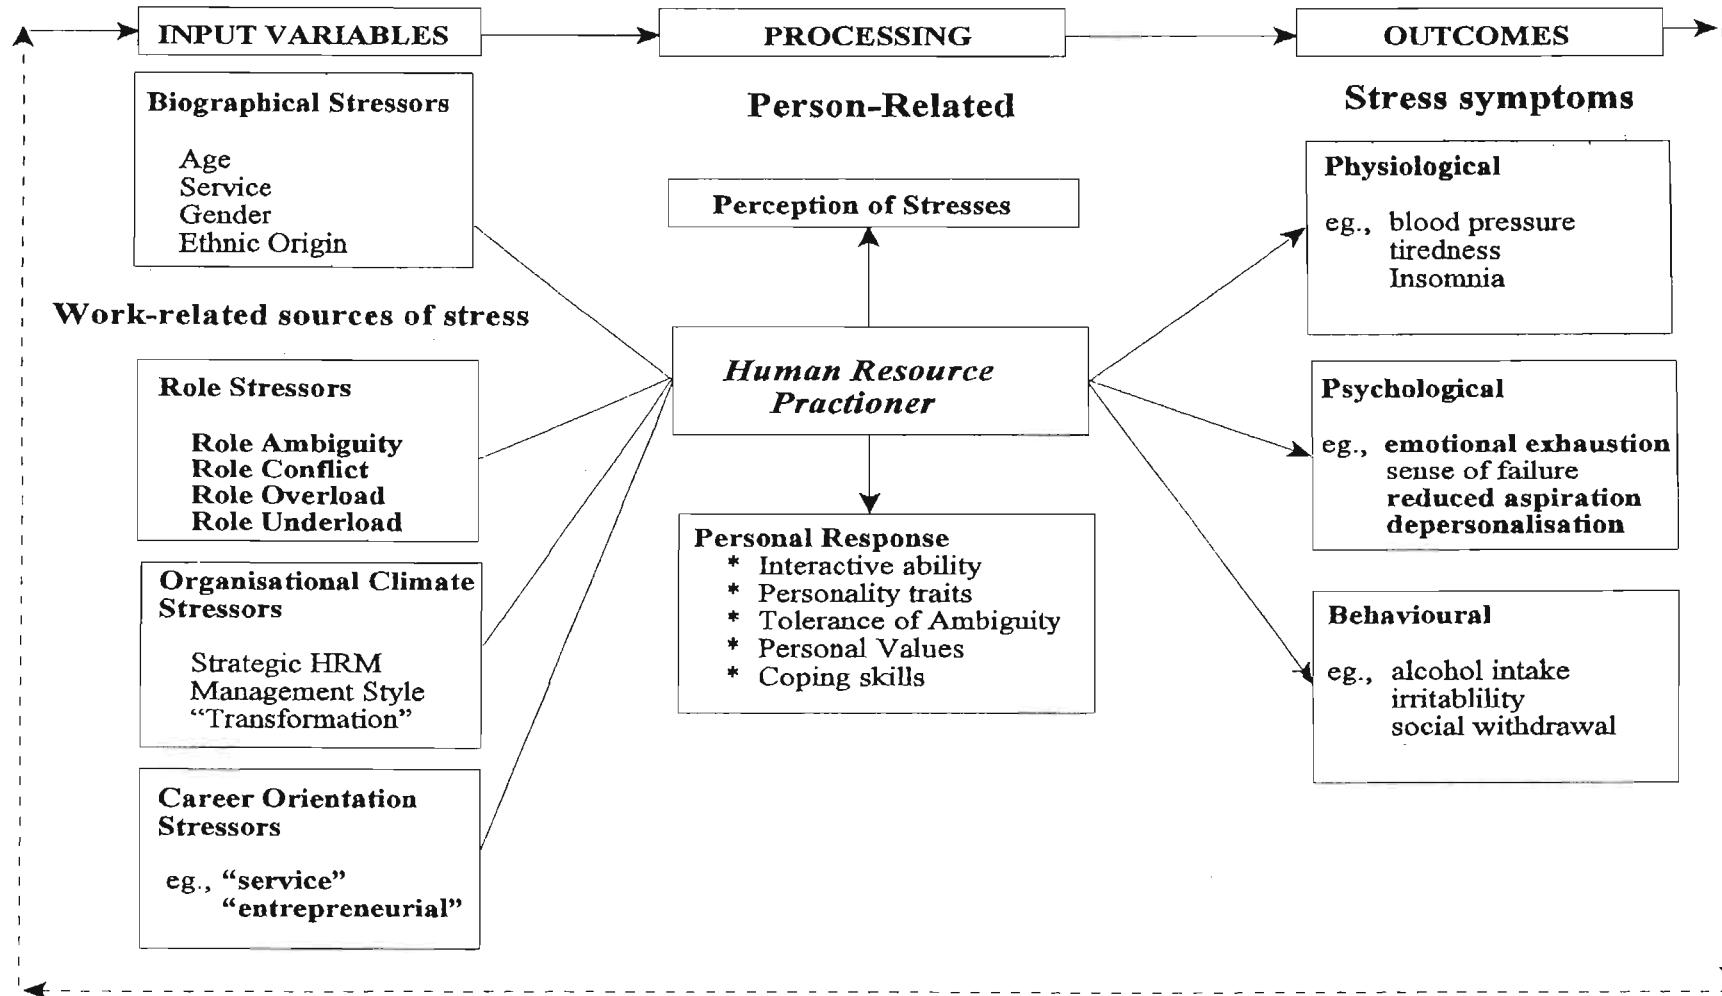 INPUT VARIABLES
PROCESSING
OUTCOMES
Biographical Stressors
Age
Service
Gender
Ethnic Origin
Work-related sources of stress
Role Stressors
Role Ambiguity
Role Conflict
Role Overload
Role Underload
Organisational Climate
Stressors
Strategic HRM
Management Style
“Transformation”
Career Orientation
Stressors
eg., “service”
“entrepreneurial”
Person-Related
Perception of Stresses
Human Resource
Practioner
Personal Response
* Interactive ability
* Personality traits
* Tolerance of Ambiguity
* Personal Values
* Coping skills
Stress symptoms
Physiological
eg., blood pressure
tiredness
Insomnia
Psychological
eg., emotional exhaustion
sense of failure
reduced aspiration
depersonalisation
Behavioural
eg., alcohol intake
irritablility
social withdrawal